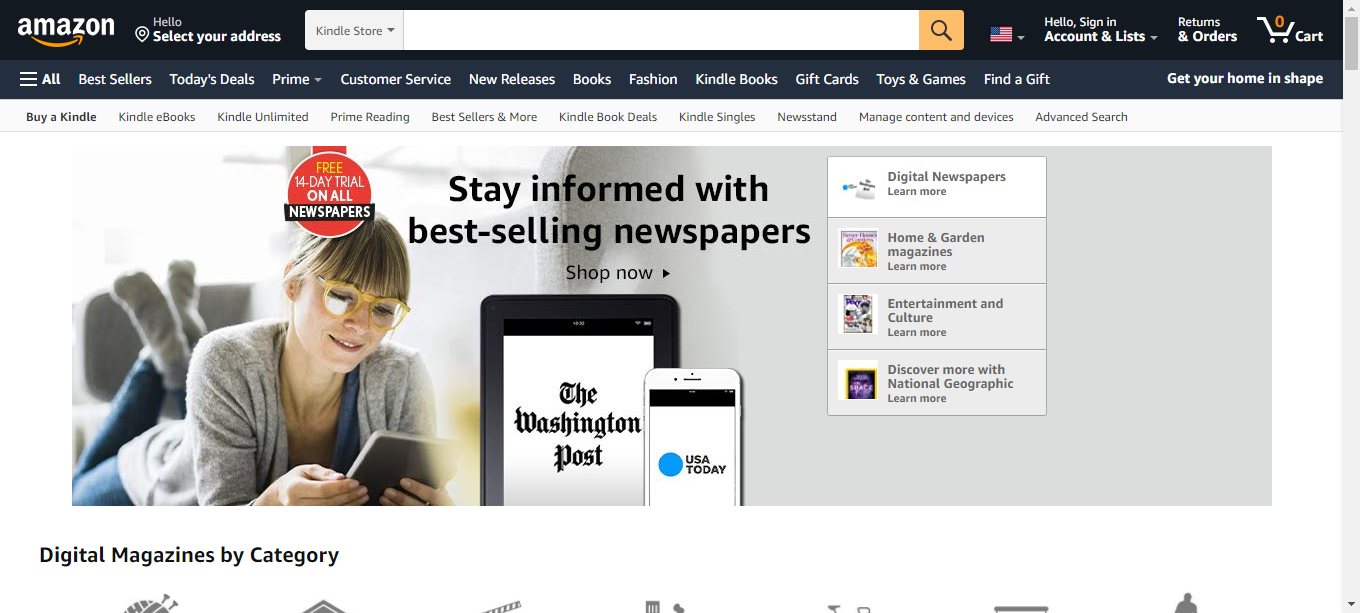 amazon
Hello
Select your address
Kindle Store
Hello, Sign in
Account & Lists
Returns
& Orders
0
Cart
All
Best Sellers
Today's Deals
Prime
Customer Service
New Releases
Books
Fashion
Kindle Books
Gift Cards
Toys & Games
Find a Gift
Get your home in shape
Buy a Kindle
Kindle eBooks
Kindle Unlimited
Prime Reading
Best Sellers & More
Kindle Book Deals
Kindle Singles
Newsstand
Manage content and devices
Advanced Search
FREE
14-DAY TRIAL
ON ALL
NEWSPAPERS
Stay informed with
best-selling newspapers
Shop now
10:32
The
Washington
Post
USA
TODAY
Digital Newspapers
Learn more
Home & Garden
magazines
Learn more
Entertainment and
Culture
Learn more
SPACE
Discover more with
National Geographic
Learn more
Digital Magazines by Category